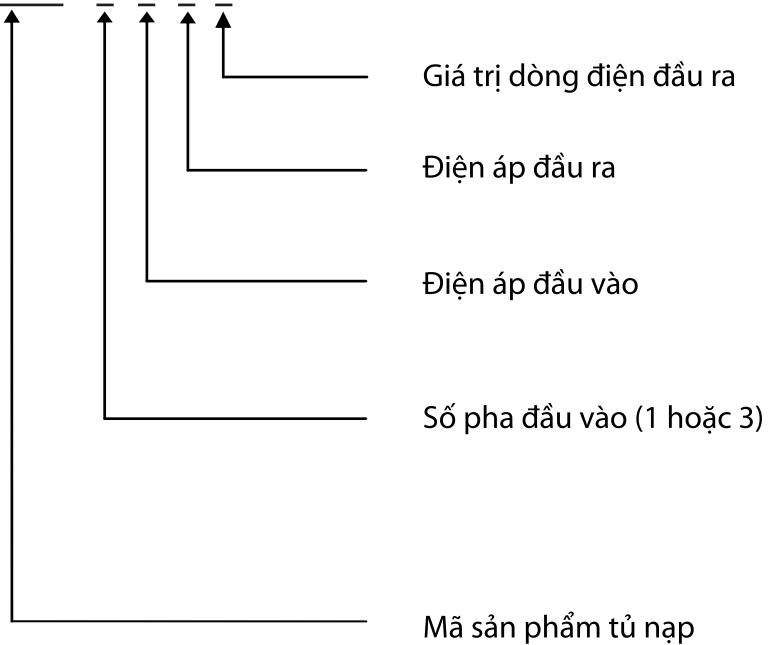 Giá trị dòng điện đầu ra
Điện áp đầu ra
Điện áp đầu vào
Số pha đầu vào (1 hoặc 3)
Mã sản phẩm tủ nạp